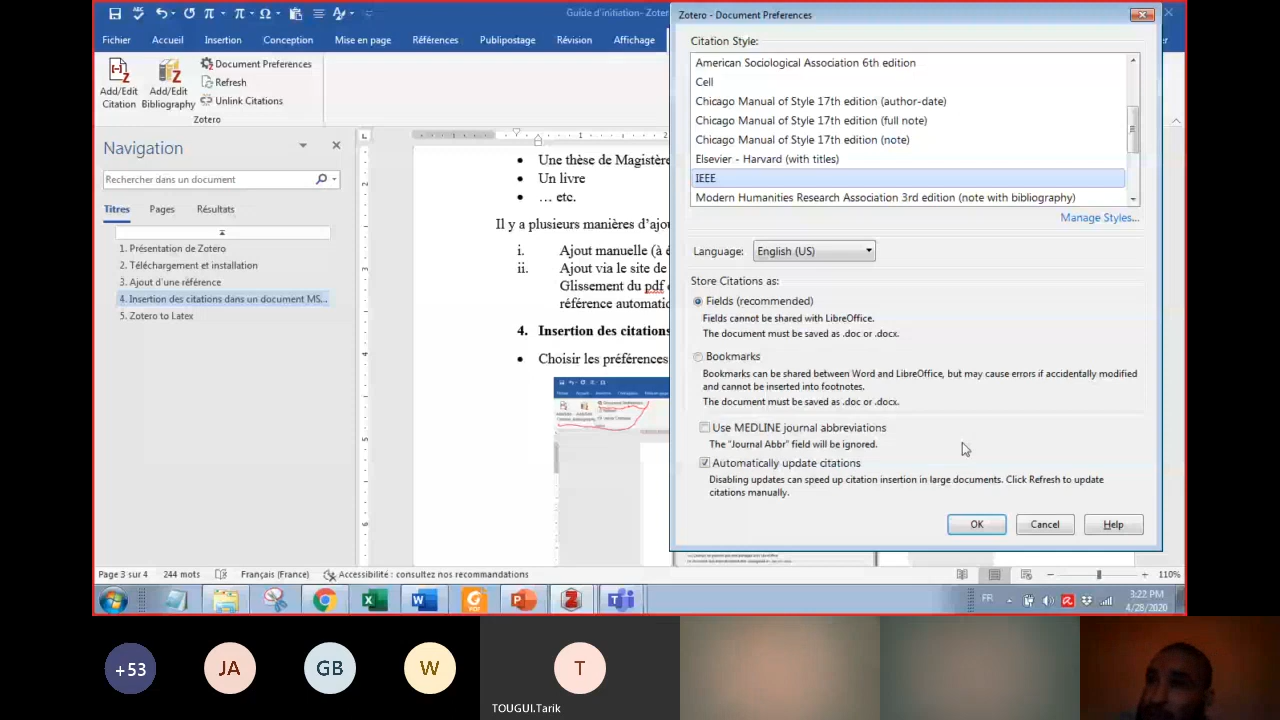 Guide d'initiation- Zoter
Fichier Accueil Insertion Conception Mise en page Références Publipostage Révision Affichage
Add/Edit Citation
Add/Edit Bibliography
Document Preferences
Refresh
Unlink Citations
Zotero
Navigation
Rechercher dans un document
Titres Pages Résultats
1. Présentation de Zotero
2. Téléchargement et installation
3. Ajout d'une référence
4. Insertion des citations dans un document MS...
5. Zotero to Latex
Une thèse de Magistère
Un livre
… etc.
Il y a plusieurs manières d'ajou
i. Ajout manuelle (à é
ii. Ajout via le site de
Glissement du pdf
référence automatic
4. Insertion des citations
Choisir les préférences
Zotero - Document Preferences
Citation Style:
American Sociological Association 6th edition
Cell
Chicago Manual of Style 17th edition (author-date)
Chicago Manual of Style 17th edition (full note)
Chicago Manual of Style 17th edition (note)
Elsevier - Harvard (with titles)
IEEE
Modern Humanities Research Association 3rd edition (note with bibliography)
Manage Styles...
Language: English (US)
Store Citations as:
Fields (recommended)
Fields cannot be shared with LibreOffice.
The document must be saved as .doc or .docx.
Bookmarks
Bookmarks can be shared between Word and LibreOffice, but may cause errors if accidentally modified
and cannot be inserted into footnotes.
The document must be saved as .doc or .docx.
Use MEDLINE journal abbreviations
The "Journal Abbr" field will be ignored.
Automatically update citations
Disabling updates can speed up citation insertion in large documents. Click Refresh to update
citations manually.
OK Cancel Help
Page 3 sur 4 244 mots Français (France) Accessibilité : consultez nos recommandations 110%
FR 3:22 PM
4/28/2020
+53 JA GB W T
TOUGUI.Tarik